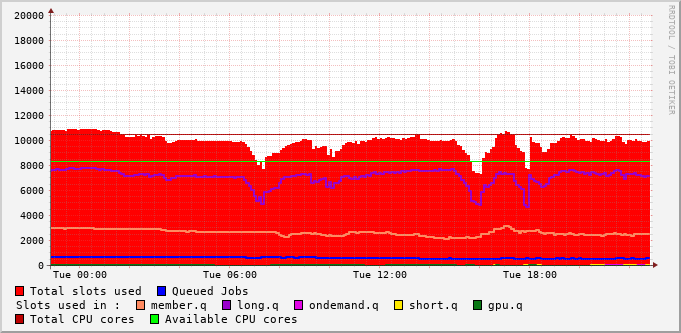 20000
18000
16000
14000
12000
10000
8000
6000
4000
2000
0
Tue 00:00 Tue 06:00 Tue 12:00 Tue 18:00
RRDTOOL / TOBI OETIKER
Total slots used Queued Jobs
Slots used in : member.q long.q ondemand.q short.q gpu.q
Total CPU cores Available CPU cores